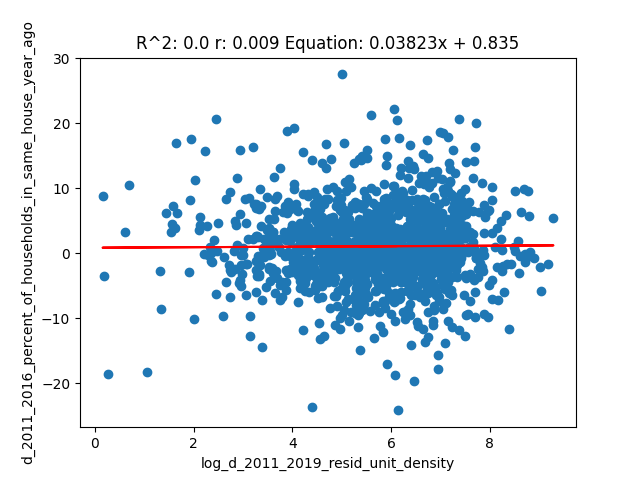 R^2: 0.0 r: 0.009 Equation: 0.03823x + 0.835
d_2011_2016_percent_of_households_in_same_house_year_ago
30
20
10
0
−10
−20
0 2 4 6 8
log_d_2011_2019_resid_unit_density